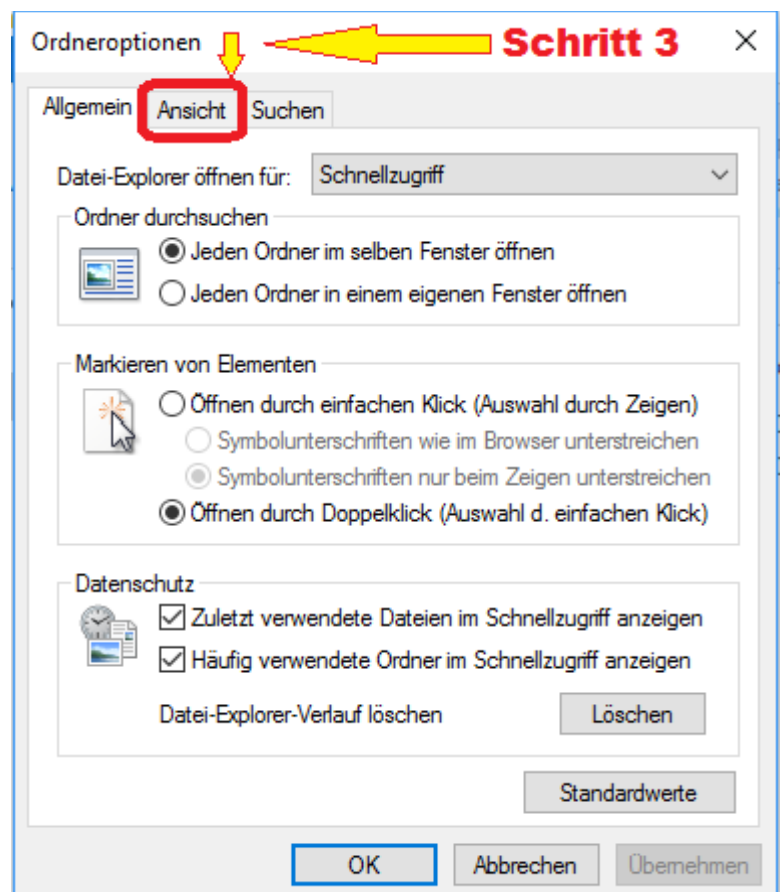 Ordneroptionen Schritt 3
Allgemein Ansicht Suchen
Datei-Explorer öffnen für: Schnellzugriff
Ordner durchsuchen
Jeden Ordner im selben Fenster öffnen
Jeden Ordner in einem eigenen Fenster öffnen
Markieren von Elementen
Öffnen durch einfachen Klick (Auswahl durch Zeigen)
Symbolunterschriften wie im Browser unterstreichen
Symbolunterschriften nur beim Zeigen unterstreichen
Öffnen durch Doppelklick (Auswahl d. einfachen Klick)
Datenschutz
Zuletzt verwendete Dateien im Schnellzugriff anzeigen
Häufig verwendete Ordner im Schnellzugriff anzeigen
Datei-Explorer-Verlauf löschen Löschen
Standardwerte
OK Abbrechen Übernehmen